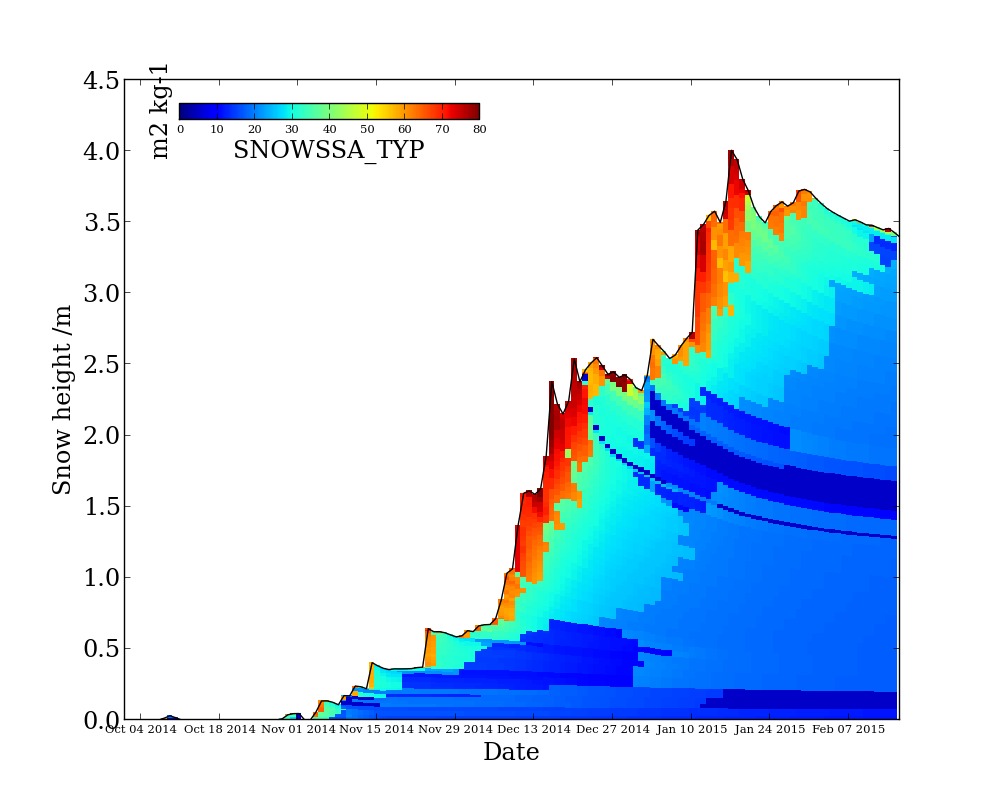 4.5
4.0
3.5
3.0
2.5
2.0
1.5
1.0
0.5
0.0
Snow height /m
m2 kg-1
0 10 20 30 40 50 60 70 80
SNOWSSA_TYP
Oct 04 2014 Oct 18 2014 Nov 01 2014 Nov 15 2014 Nov 29 2014 Dec 13 2014 Dec 27 2014 Jan 10 2015 Jan 24 2015 Feb 07 2015
Date